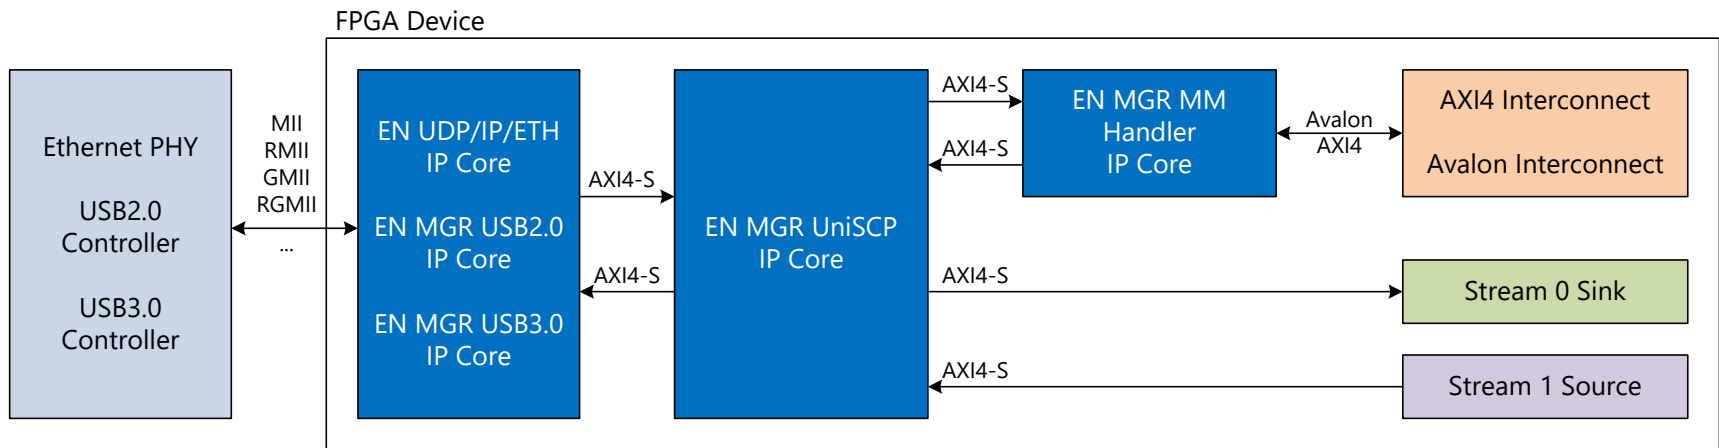 FPGA Device
Ethernet PHY
USB2.0
Controller
USB3.0
Controller
MII
RMII
GMII
RGMII
...
EN UDP/IP/ETH
IP Core
EN MGR USB2.0
IP Core
EN MGR USB3.0
IP Core
AXI4-S
AXI4-S
EN MGR UniSCP
IP Core
AXI4-S
AXI4-S
EN MGR MM
Handler
IP Core
Avalon
AXI4
AXI4 Interconnect
Avalon Interconnect
AXI4-S
Stream 0 Sink
AXI4-S
Stream 1 Source